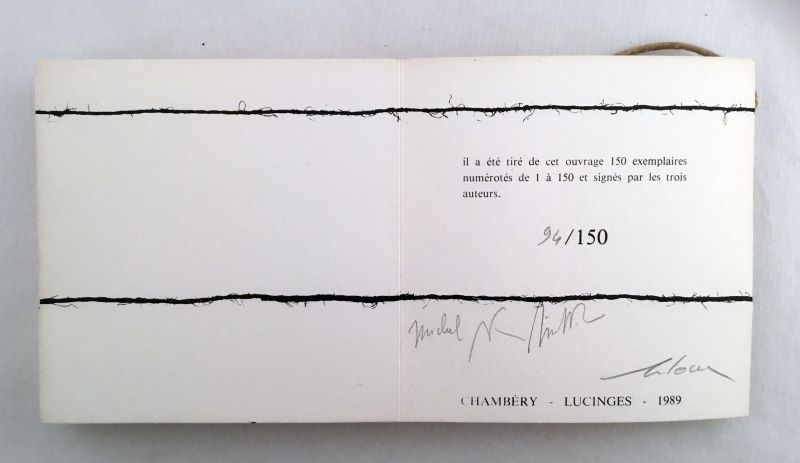 il a été tiré de cet ouvrage 150 exemplaires
numérotés de 1 à 150 et signés par les trois
auteurs.
94/150
Michel
CHAMBÉRY - LUCINGES - 1989